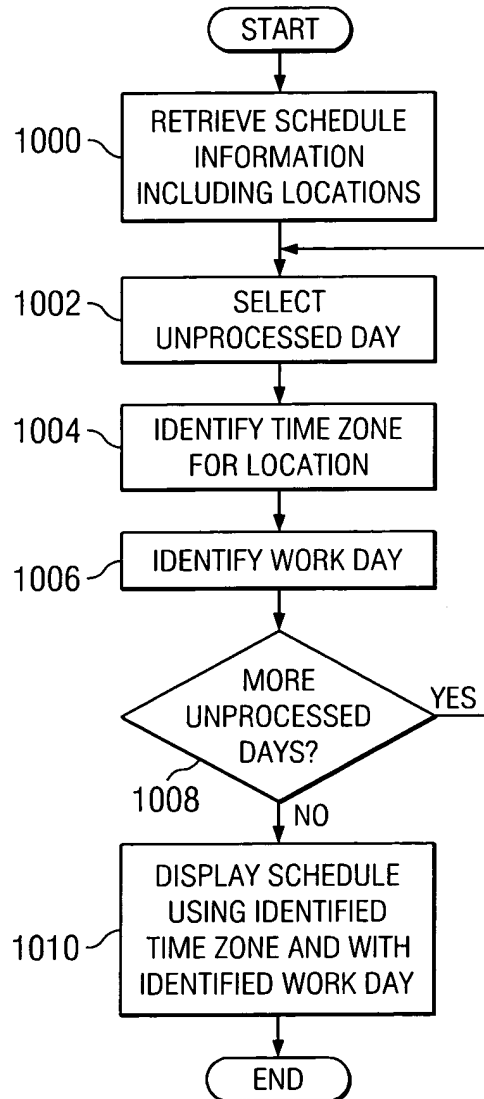 START
1000
RETRIEVE SCHEDULE
INFORMATION
INCLUDING LOCATIONS
1002
SELECT
UNPROCESSED DAY
1004
IDENTIFY TIME ZONE
FOR LOCATION
1006
IDENTIFY WORK DAY
MORE
UNPROCESSED
DAYS?
YES
1008
NO
1010
DISPLAY SCHEDULE
USING IDENTIFIED
TIME ZONE AND WITH
IDENTIFIED WORK DAY
END